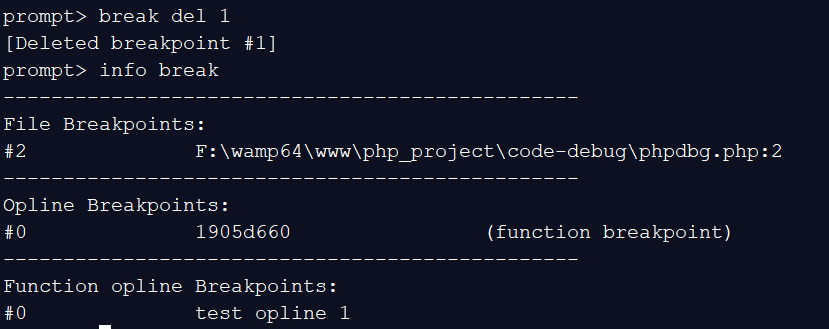 prompt> break del 1
[Deleted breakpoint #1]
prompt> info break
------------------------------------------------
File Breakpoints:
#2 F:\wamp64\www\php_project\code-debug\phpdbg.php:2
------------------------------------------------
Opline Breakpoints:
#0 1905d660 (function breakpoint)
------------------------------------------------
Function opline Breakpoints:
#0 test opline 1